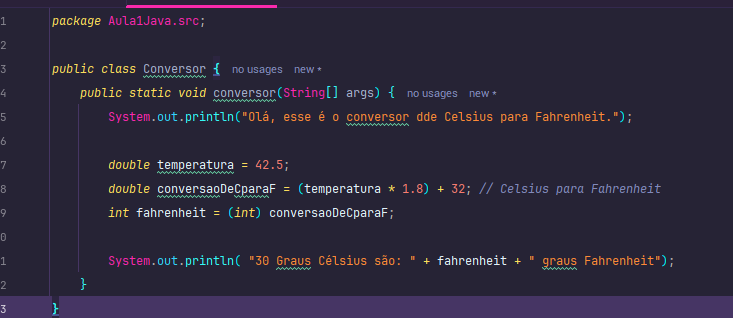 1 package Aula1Java.src;
2
3 public class Conversor { no usages new *
4 public static void conversor(String[] args) { no usages new *
5 System.out.println("Olá, esse é o conversor dde Celsius para Fahrenheit.");
6
7 double temperatura = 42.5;
8 double conversaoDeCparaF = (temperatura * 1.8) + 32; // Celsius para Fahrenheit
9 int fahrenheit = (int) conversaoDeCparaF;
0
1 System.out.println( "30 Graus Célsius são: " + fahrenheit + " graus Fahrenheit");
2 }
3 }